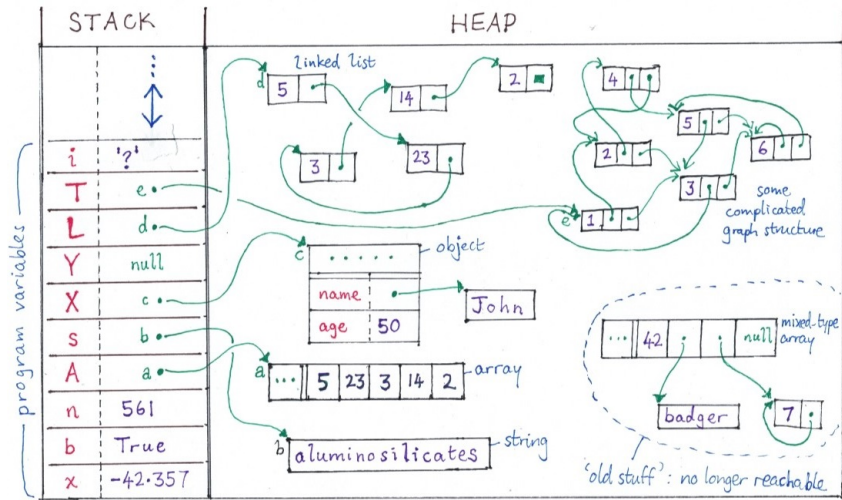 STACK
HEAP
program variables
i '?'
T e
L d
Y null
X c
s b
A a
n 561
b True
x -42.357
linked list
d 5
14
2
3
23
4
5
6
2
3
e 1
some
complicated
graph structure
c
object
.....
name
John
age 50
a ... 5 23 3 14 2
array
b aluminosilicates
string
... 42 null
mixed-type
array
badger
7
'old stuff': no longer reachable